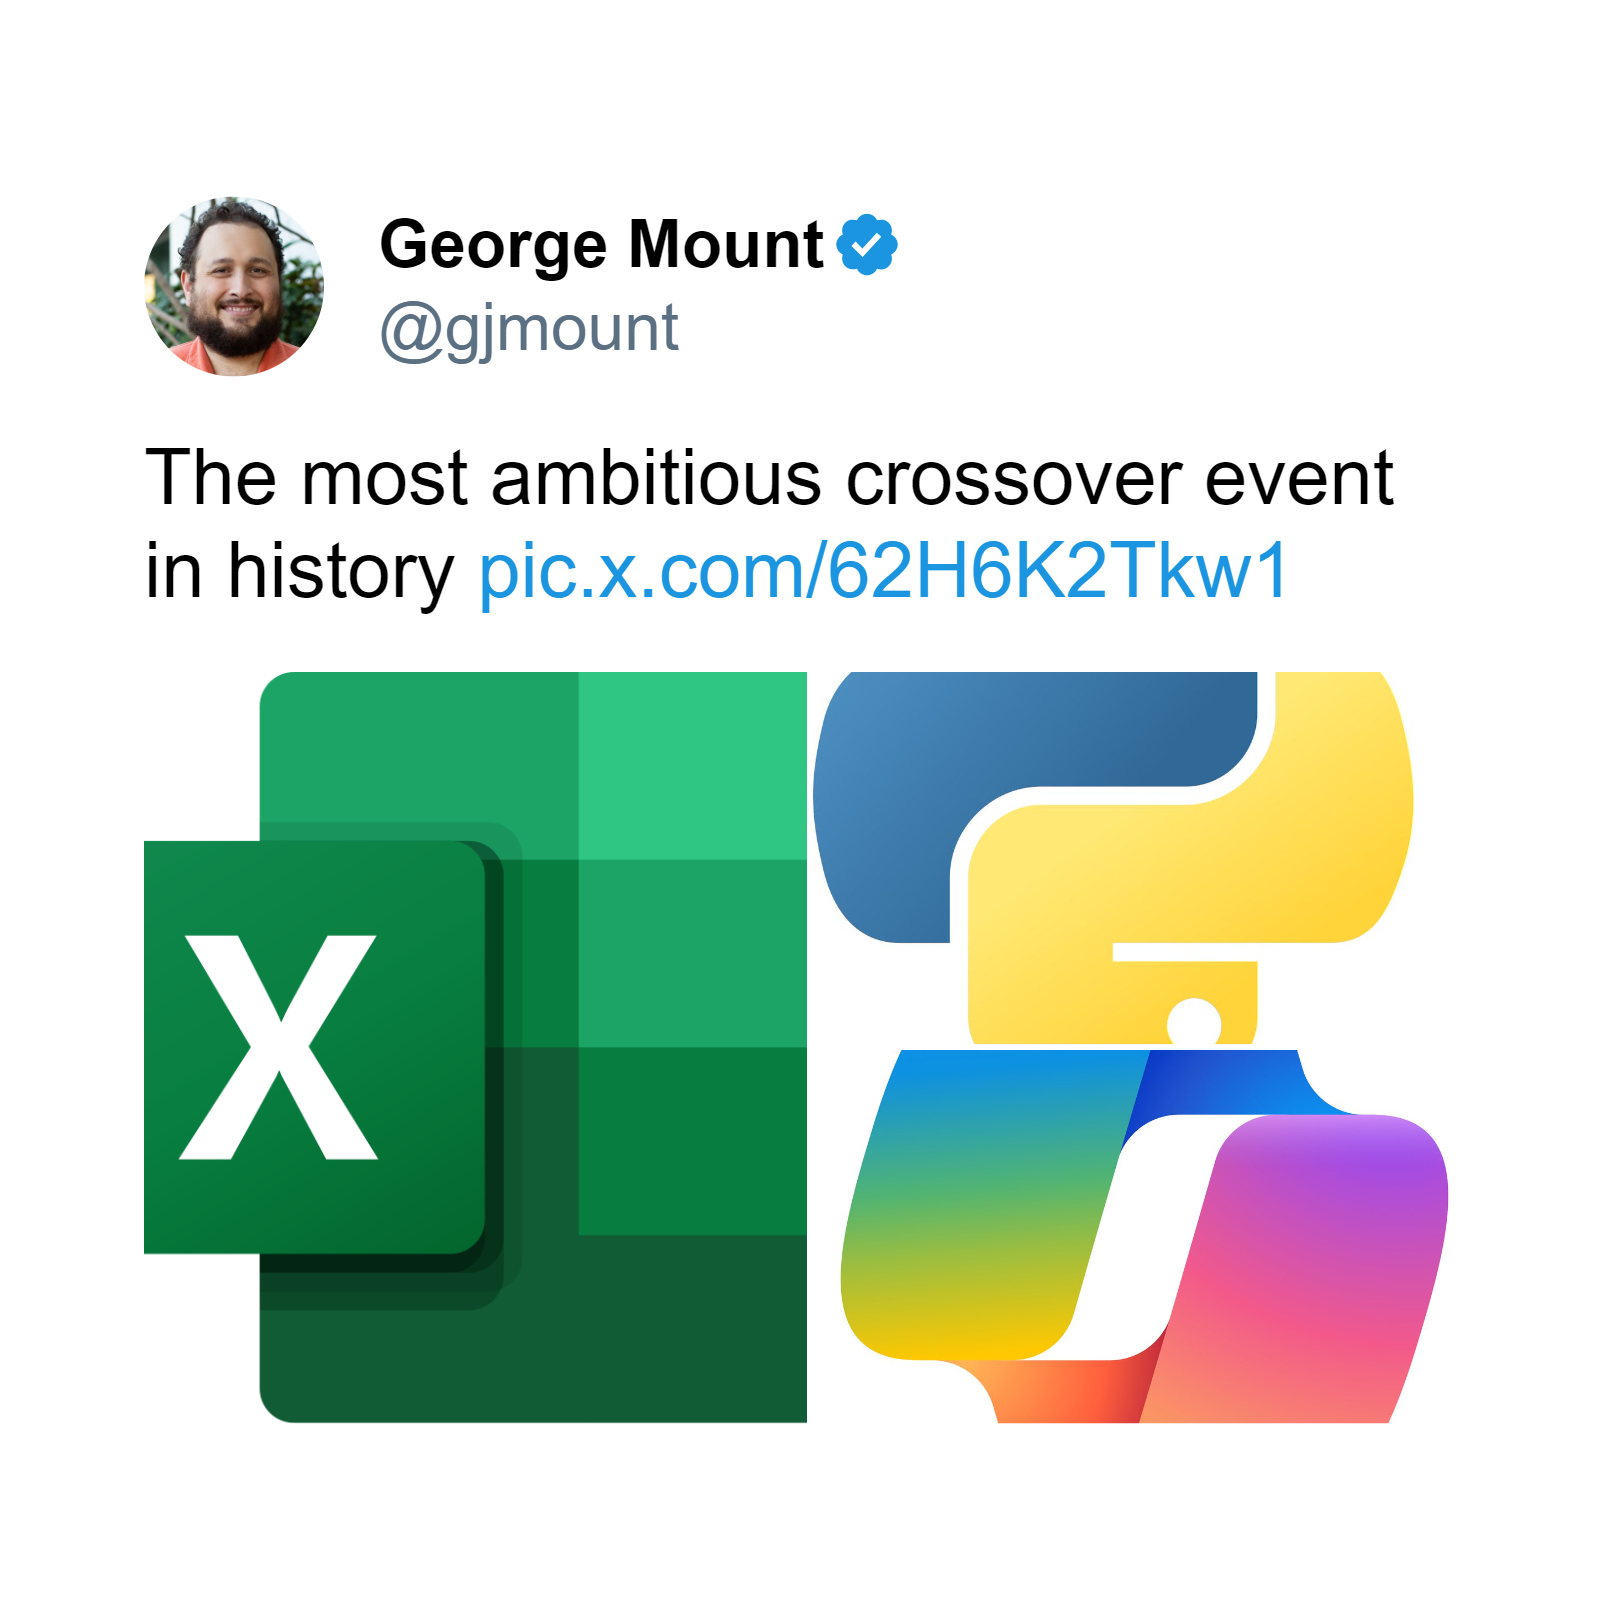 George Mount
@gjmount
The most ambitious crossover event
in history pic.x.com/62H6K2Tkw1
X